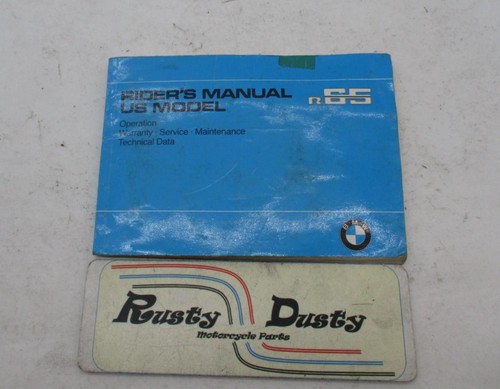 RIDER'S MANUAL
US MODEL
R65
Operation
Warranty · Service · Maintenance
Technical Data
BMW
Rusty Dusty
Motorcycle Parts